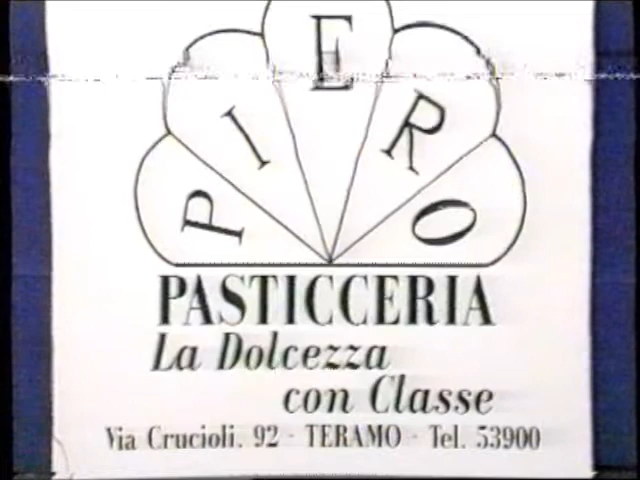 PIERO
PASTICCERIA
La Dolcezza
con Classe
Via Crucioli. 92 - TERAMO - Tel. 53900